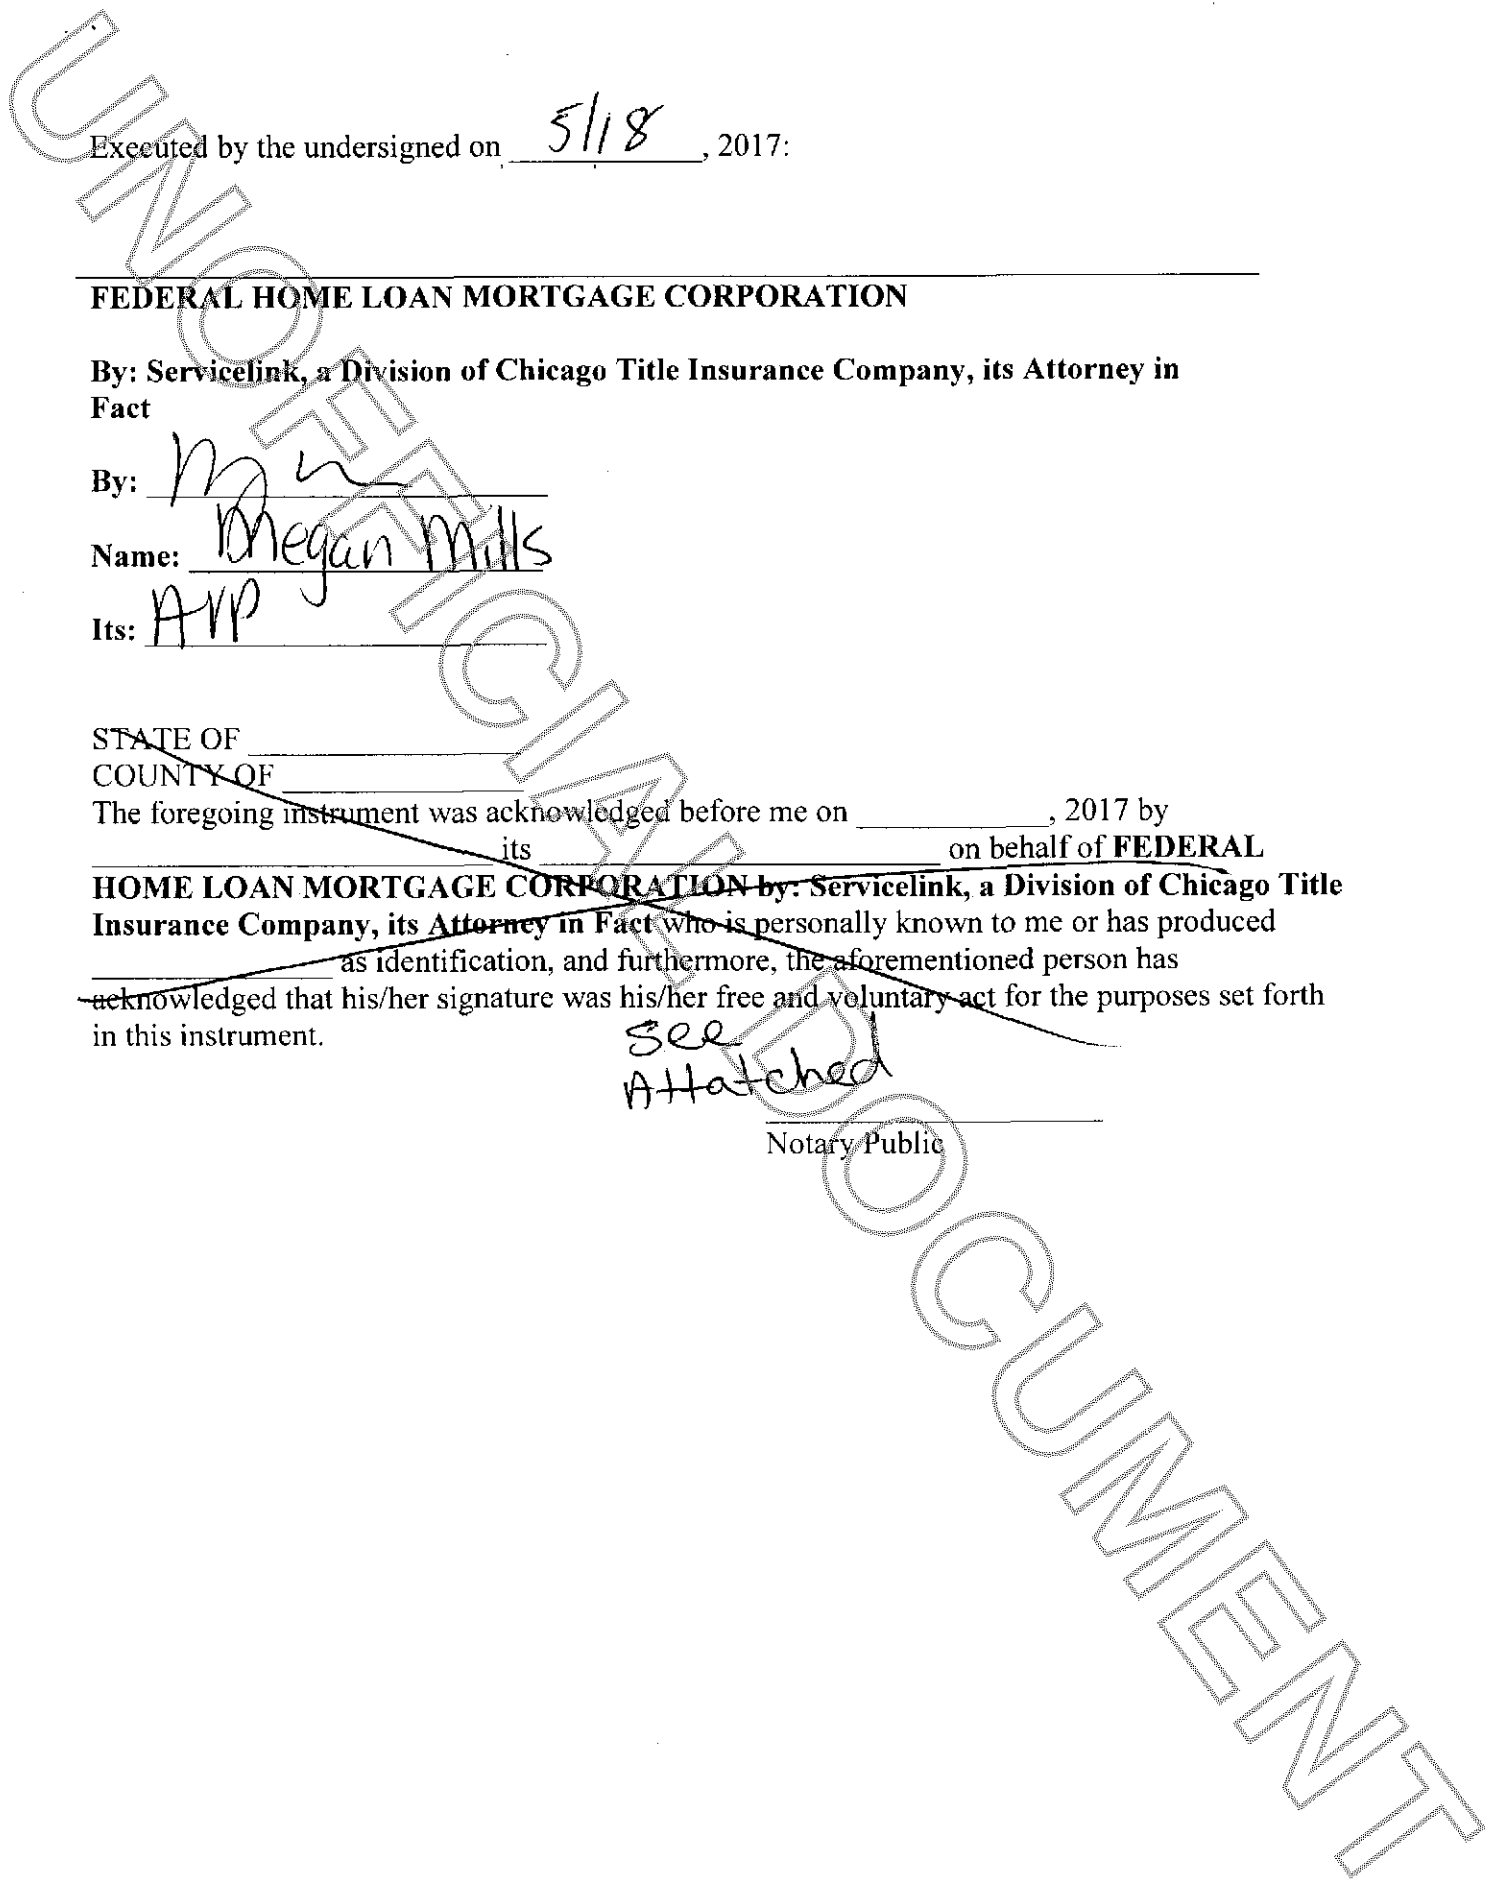 Executed by the undersigned on 5/18, 2017:
FEDERAL HOME LOAN MORTGAGE CORPORATION
By: Servicelink, a Division of Chicago Title Insurance Company, its Attorney in
Fact
By:
Name: Megan Mills
Its: AVP
STATE OF
COUNTY OF
The foregoing instrument was acknowledged before me on , 2017 by
its on behalf of FEDERAL
HOME LOAN MORTGAGE CORPORATION by: Servicelink, a Division of Chicago Title
Insurance Company, its Attorney in Fact who is personally known to me or has produced
as identification, and furthermore, the aforementioned person has
acknowledged that his/her signature was his/her free and voluntary act for the purposes set forth
in this instrument.
See
Attatched
Notary Public
UNOFFICIAL DOCUMENT